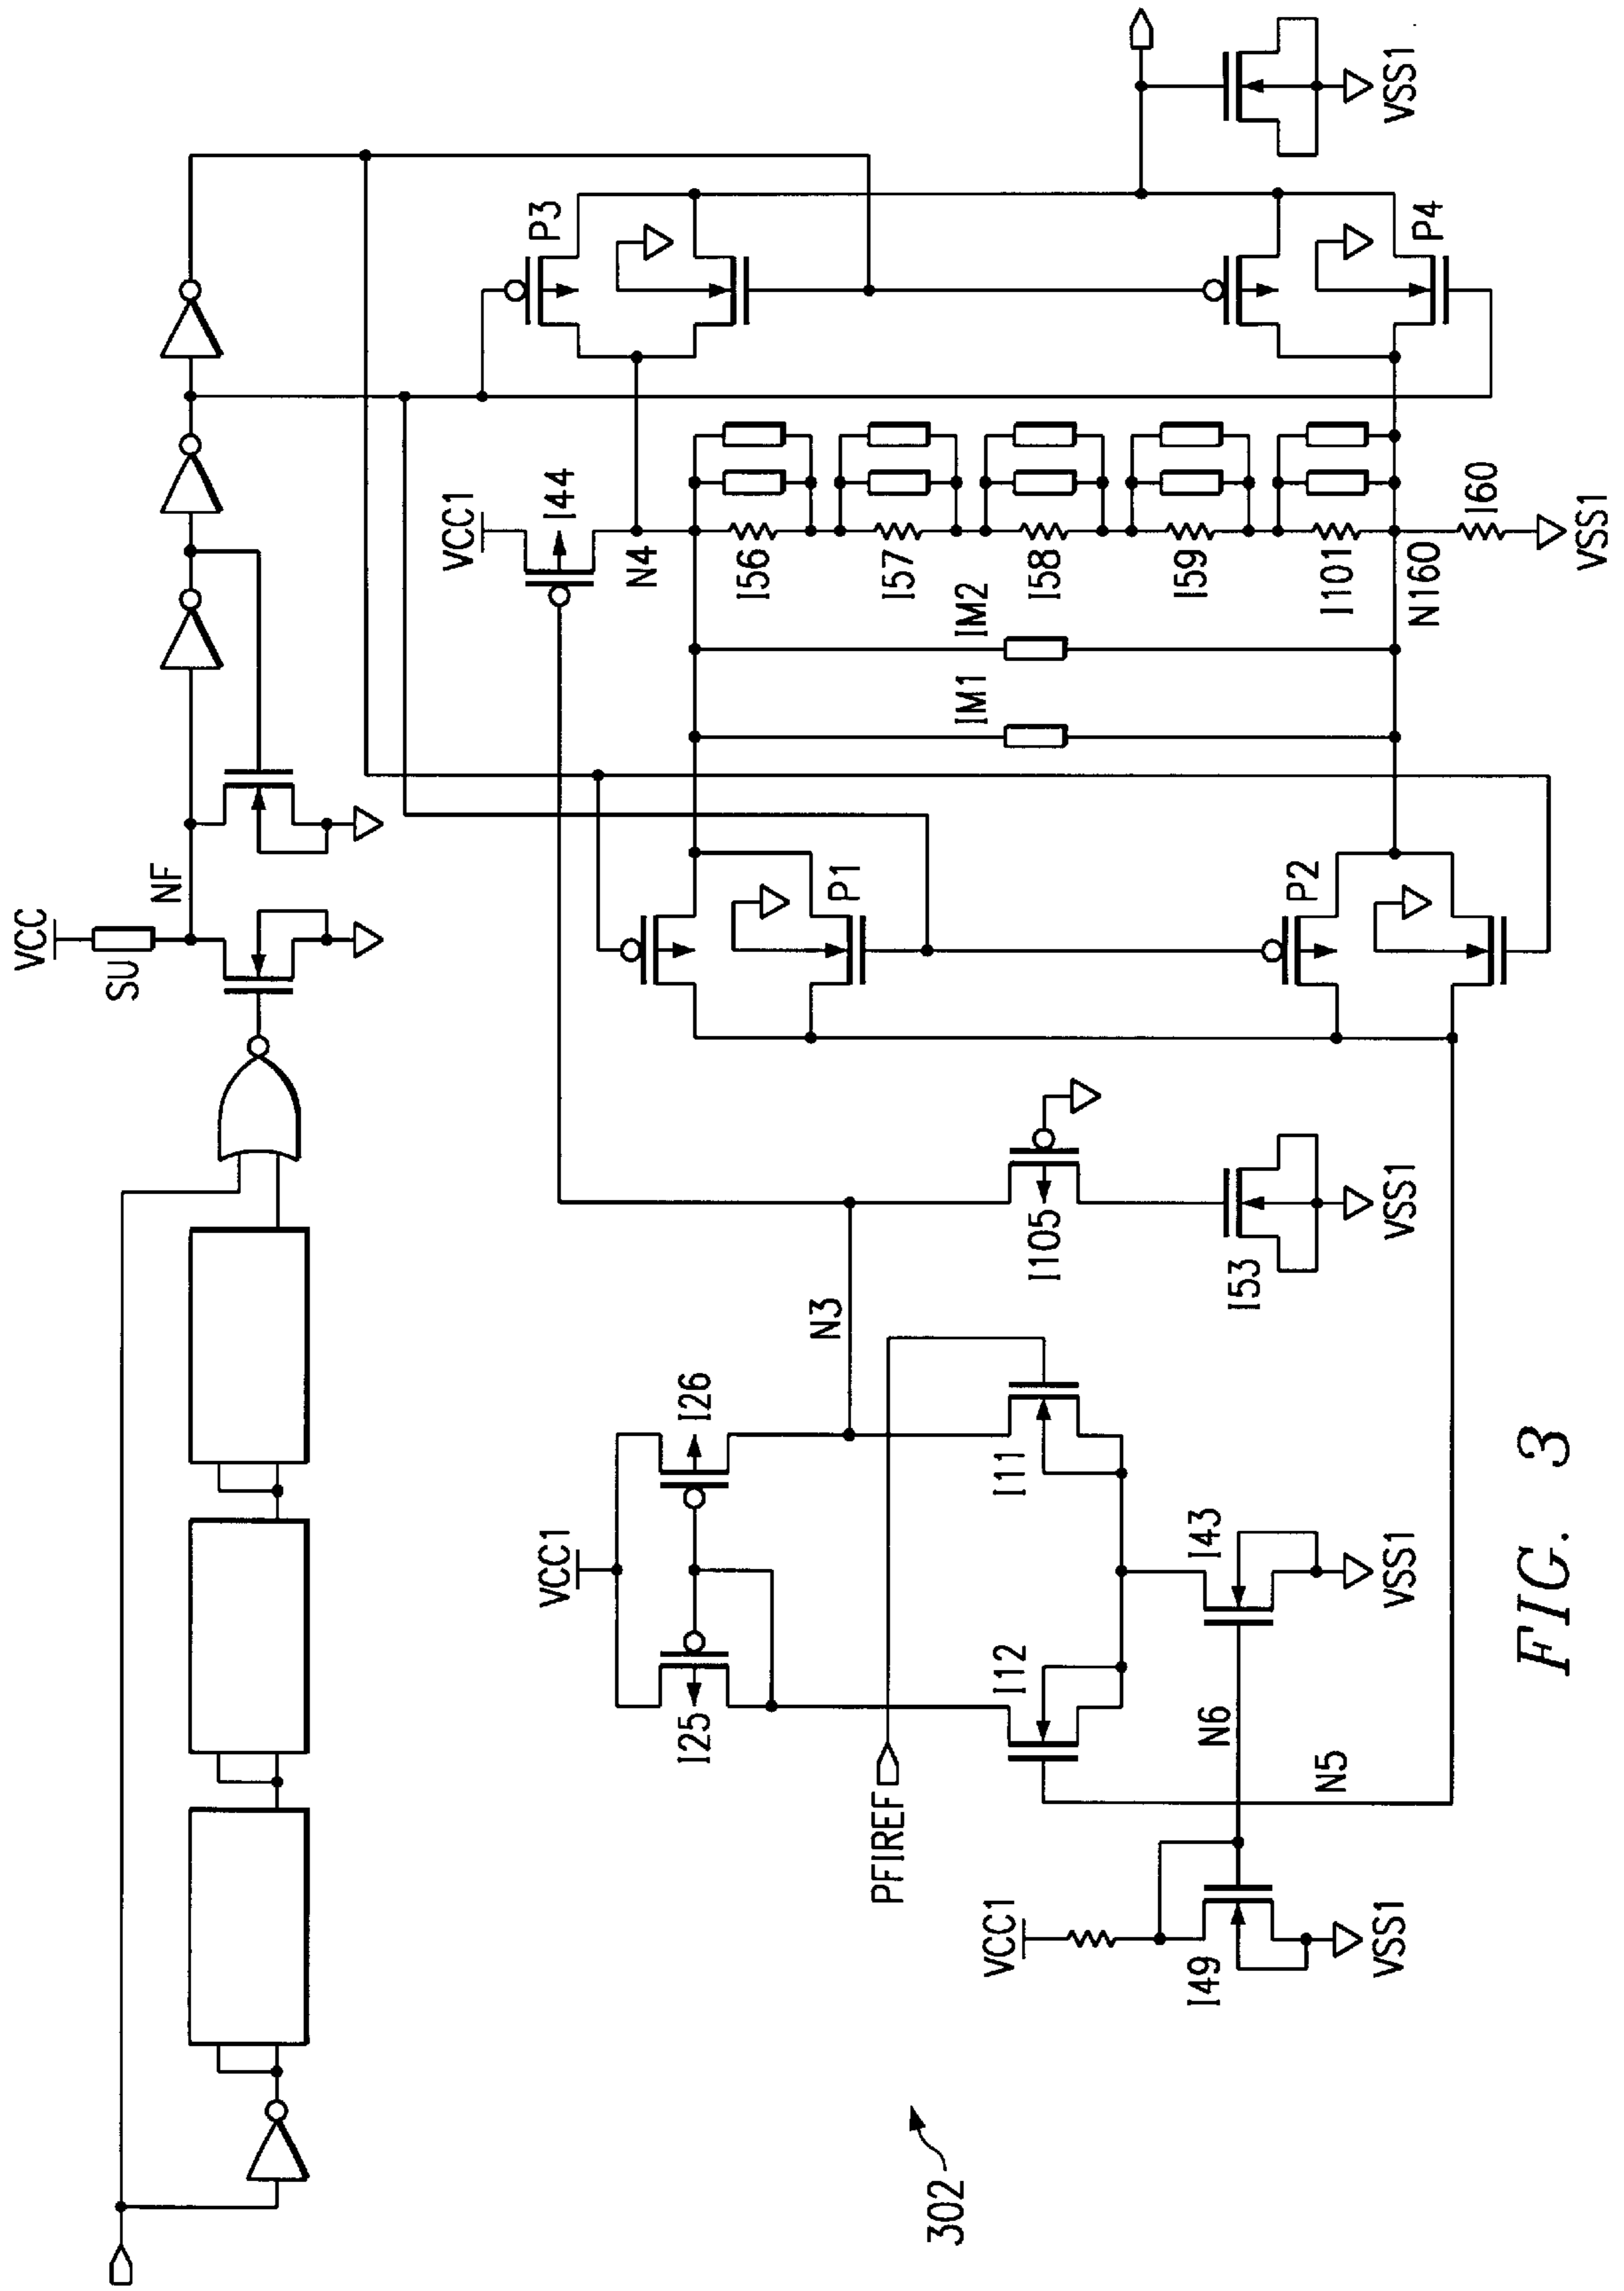 VCC
SU
NF
VCC1
I44
N4
P3
VSS1
P4
I56
I57
I58
I59
I101
N160
I60
VSS1
IM2
IM1
P1
P2
N3
I105
I53
VSS1
VCC1
I25
I26
I11
I12
PFIREF
I43
VSS1
N6
N5
VCC1
I49
VSS1
302
FIG. 3